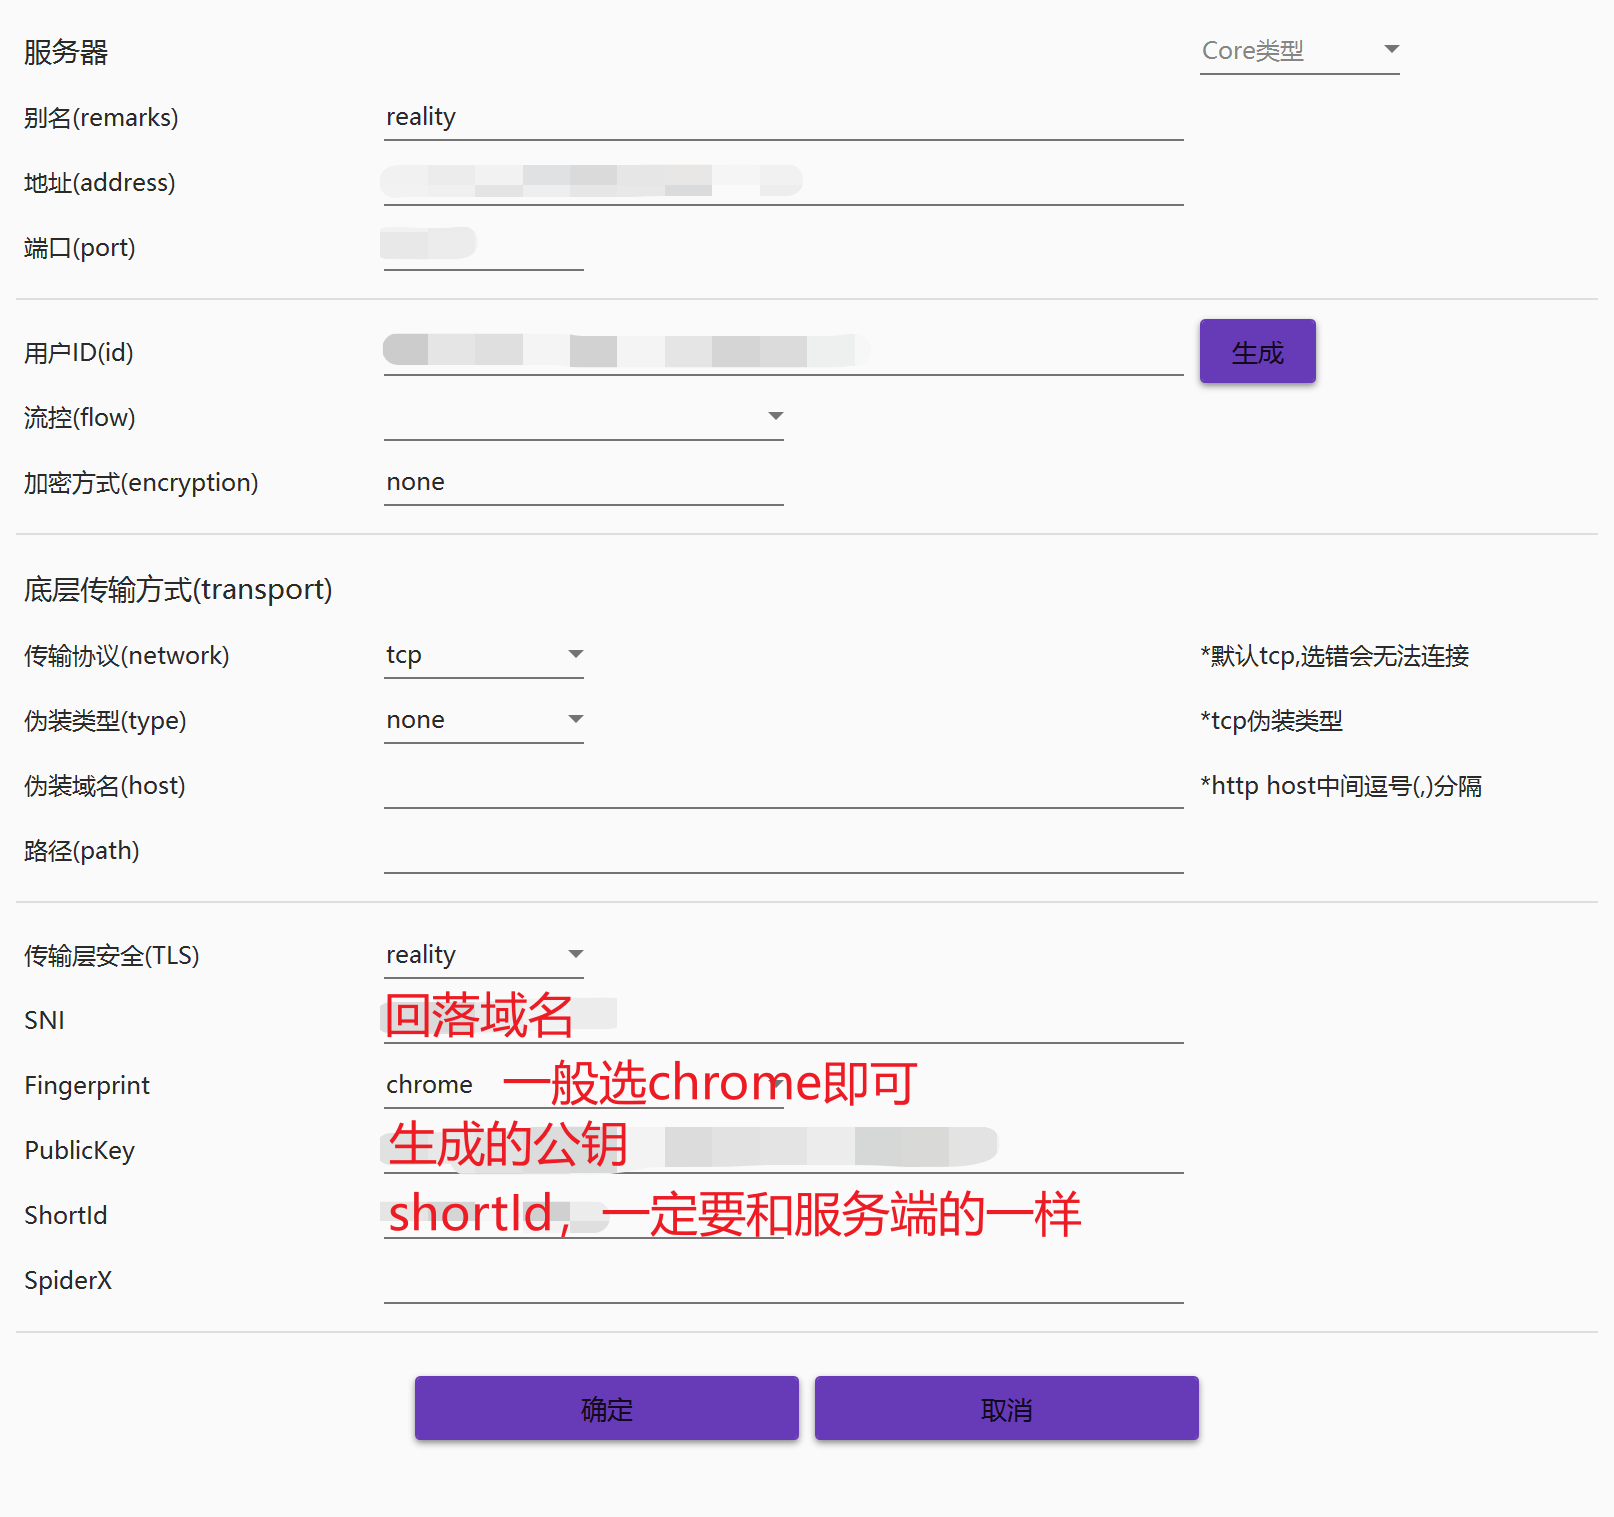 服务器 Core类型
别名(remarks) reality
地址(address)
端口(port)
用户ID(id) 生成
流控(flow)
加密方式(encryption) none
底层传输方式(transport)
传输协议(network) tcp *默认tcp,选错会无法连接
伪装类型(type) none *tcp伪装类型
伪装域名(host) *http host中间逗号(,)分隔
路径(path)
传输层安全(TLS) reality
SNI 回落域名
Fingerprint chrome 一般选chrome即可
PublicKey 生成的公钥
ShortId shortId,一定要和服务端的一样
SpiderX
确定 取消